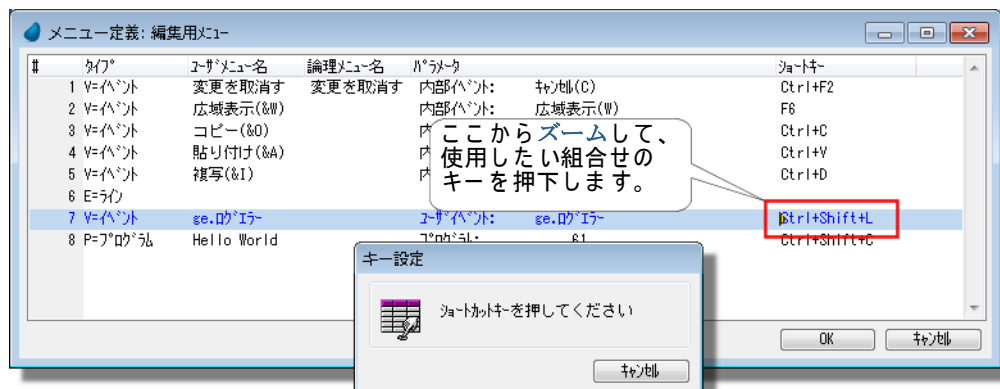 メニュー定義: 編集用ﾒﾆｭｰ
# ﾀｲﾌﾟ ﾕｰｻﾞﾒﾆｭｰ名 論理ﾒﾆｭｰ名 ﾊﾟﾗﾒｰﾀ ｼｮｰﾄｷｰ
1 V=ｲﾍﾞﾝﾄ 変更を取消す 変更を取消す 内部ｲﾍﾞﾝﾄ: ｷｬﾝｾﾙ(C) Ctrl+F2
2 V=ｲﾍﾞﾝﾄ 広域表示(&W) 内部ｲﾍﾞﾝﾄ: 広域表示(W) F6
3 V=ｲﾍﾞﾝﾄ コピー(&O) Ctrl+C
4 V=ｲﾍﾞﾝﾄ 貼り付け(&A) Ctrl+V
5 V=ｲﾍﾞﾝﾄ 複写(&I) Ctrl+D
6 E=ﾗｲﾝ
7 V=ｲﾍﾞﾝﾄ ge.ﾛｸﾞｴﾗｰ ﾕｰｻﾞｲﾍﾞﾝﾄ: ge.ﾛｸﾞｴﾗｰ Ctrl+Shift+L
8 P=ﾌﾟﾛｸﾞﾗﾑ Hello World ﾌﾟﾛｸﾞﾗﾑ: 61 Ctrl+Shift+C
ここからズームして、
使用したい組合せの
キーを押下します。
キー設定
ｼｮｰﾄｶｯﾄｷｰを押してください
ｷｬﾝｾﾙ
OK ｷｬﾝｾﾙ